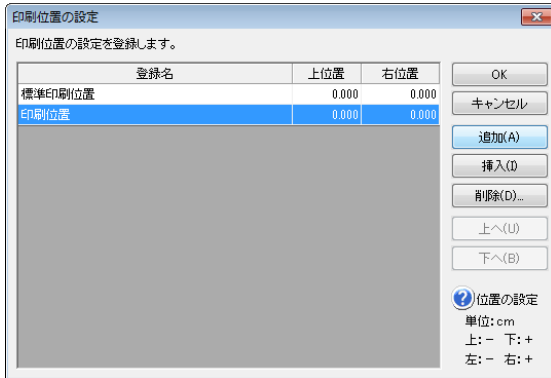 印刷位置の設定
印刷位置の設定を登録します。
登録名 上位置 右位置
標準印刷位置 0.000 0.000
印刷位置 0.000 0.000
OK
キャンセル
追加(A)
挿入(I)
削除(D)...
上へ(U)
下へ(B)
位置の設定
単位:cm
上:- 下:+
左:- 右:+